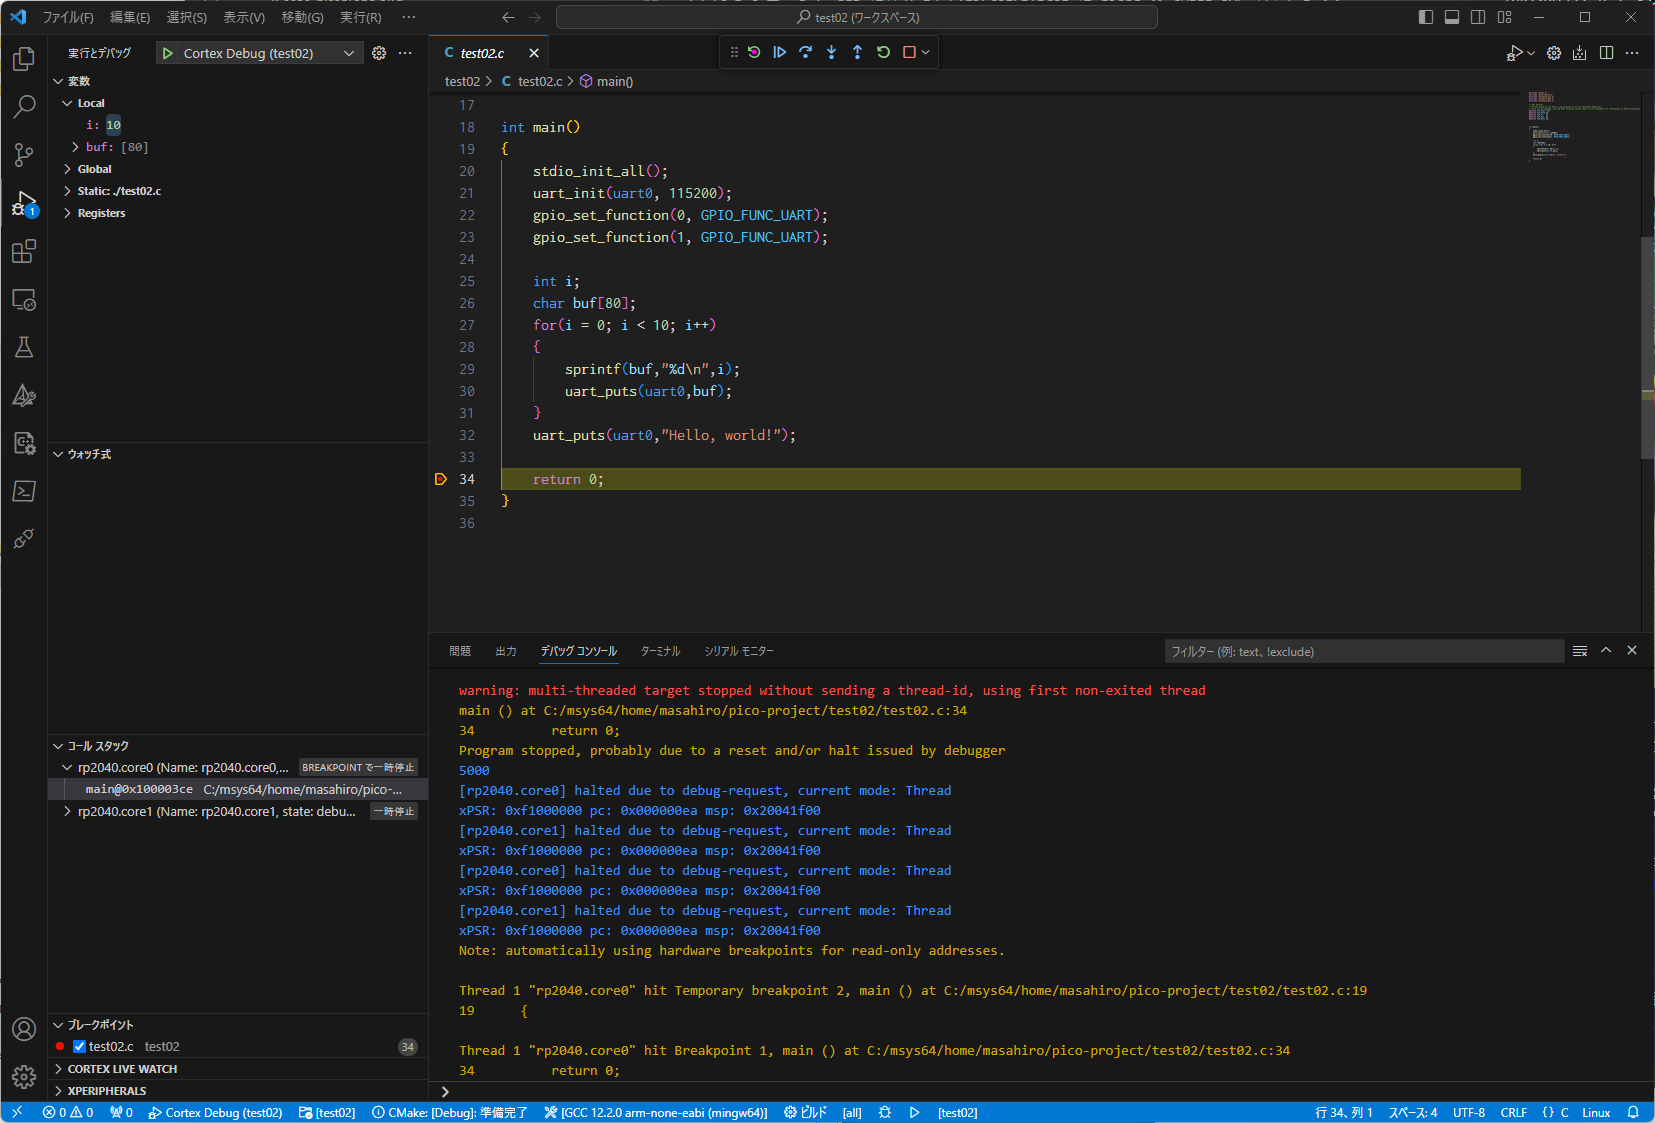 ファイル(F) 編集(E) 選択(S) 表示(V) 移動(G) 実行(R) ··· test02 (ワークスペース)
実行とデバッグ Cortex Debug (test02)
変数
Local
i: 10
buf: [80]
Global
Static: ./test02.c
Registers
ウォッチ式
コール スタック
rp2040.core0 (Name: rp2040.core0,... BREAKPOINT で一時停止
main@0x100003ce C:/msys64/home/masahiro/pico-...
rp2040.core1 (Name: rp2040.core1, state: debu... 一時停止
ブレークポイント
test02.c test02 34
CORTEX LIVE WATCH
XPERIPHERALS
C test02.c
test02 > C test02.c > main()
17
18 int main()
19 {
20 stdio_init_all();
21 uart_init(uart0, 115200);
22 gpio_set_function(0, GPIO_FUNC_UART);
23 gpio_set_function(1, GPIO_FUNC_UART);
24
25 int i;
26 char buf[80];
27 for(i = 0; i < 10; i++)
28 {
29 sprintf(buf,"%d\n",i);
30 uart_puts(uart0,buf);
31 }
32 uart_puts(uart0,"Hello, world!");
33
34 return 0;
35 }
36
問題 出力 デバッグ コンソール ターミナル シリアル モニター フィルター (例: text、!exclude)
warning: multi-threaded target stopped without sending a thread-id, using first non-exited thread
main () at C:/msys64/home/masahiro/pico-project/test02/test02.c:34
34 return 0;
Program stopped, probably due to a reset and/or halt issued by debugger
5000
[rp2040.core0] halted due to debug-request, current mode: Thread
xPSR: 0xf1000000 pc: 0x000000ea msp: 0x20041f00
[rp2040.core1] halted due to debug-request, current mode: Thread
xPSR: 0xf1000000 pc: 0x000000ea msp: 0x20041f00
[rp2040.core0] halted due to debug-request, current mode: Thread
xPSR: 0xf1000000 pc: 0x000000ea msp: 0x20041f00
[rp2040.core1] halted due to debug-request, current mode: Thread
xPSR: 0xf1000000 pc: 0x000000ea msp: 0x20041f00
Note: automatically using hardware breakpoints for read-only addresses.
Thread 1 "rp2040.core0" hit Temporary breakpoint 2, main () at C:/msys64/home/masahiro/pico-project/test02/test02.c:19
19 {
Thread 1 "rp2040.core0" hit Breakpoint 1, main () at C:/msys64/home/masahiro/pico-project/test02/test02.c:34
34 return 0;
0 0 0 Cortex Debug (test02) [test02] CMake: [Debug]: 準備完了 [GCC 12.2.0 arm-none-eabi (mingw64)] ビルド [all] [test02] 行 34、列 1 スペース: 4 UTF-8 CRLF {} C Linux